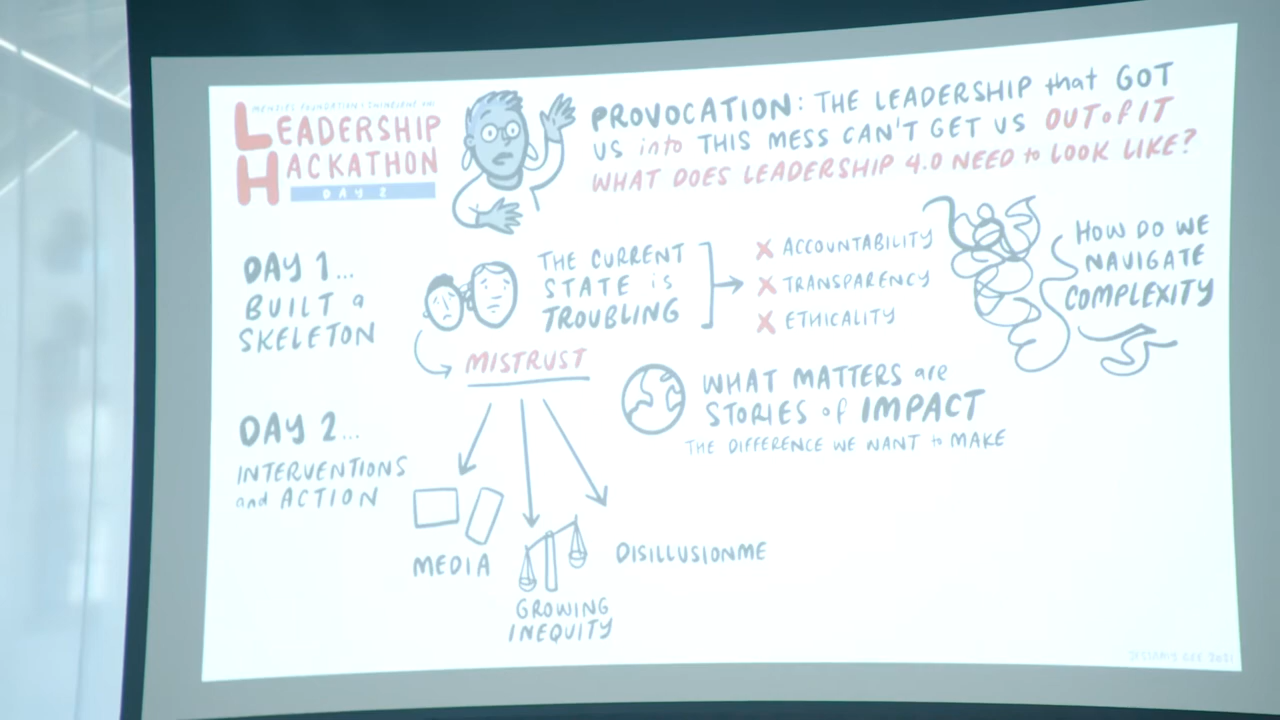 MENZIES FOUNDATION
LEADERSHIP
HACKATHON
DAY 2
PROVOCATION: THE LEADERSHIP that GOT
US into THIS MESS CAN'T GET US OUT of IT
WHAT DOES LEADERSHIP 4.0 NEED to LOOK LIKE?
DAY 1...
BUILT a
SKELETON
THE CURRENT
STATE is
TROUBLING
X ACCOUNTABILITY
X TRANSPARENCY
X ETHICALITY
HOW DO WE
NAVIGATE
COMPLEXITY
MISTRUST
WHAT MATTERS are
STORIES of IMPACT
THE DIFFERENCE WE WANT to MAKE
DAY 2...
INTERVENTIONS
and ACTION
MEDIA
GROWING
INEQUITY
DISILLUSIONME
2021